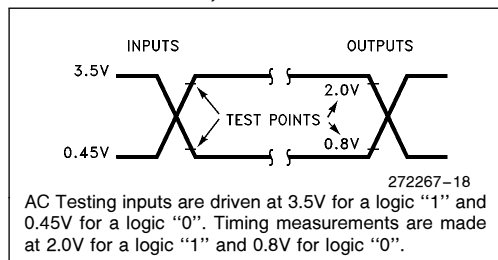 INPUTS OUTPUTS
3.5V
2.0V
TEST POINTS
0.8V
0.45V
272267–18
AC Testing inputs are driven at 3.5V for a logic ‘‘1’’ and
0.45V for a logic ‘‘0’’. Timing measurements are made
at 2.0V for a logic ‘‘1’’ and 0.8V for logic ‘‘0’’.